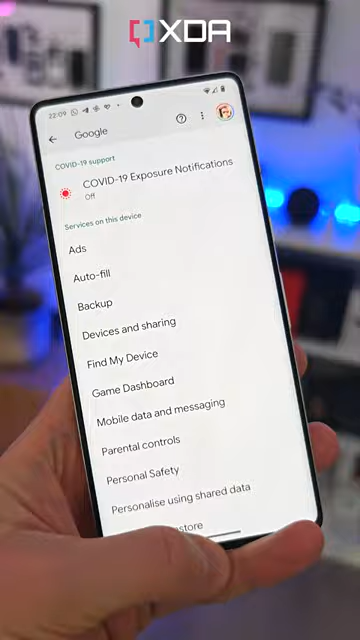 XDA
22:09
Google
COVID-19 support
COVID-19 Exposure Notifications
Off
Services on this device
Ads
Auto-fill
Backup
Devices and sharing
Find My Device
Game Dashboard
Mobile data and messaging
Parental controls
Personal Safety
Personalise using shared data
store